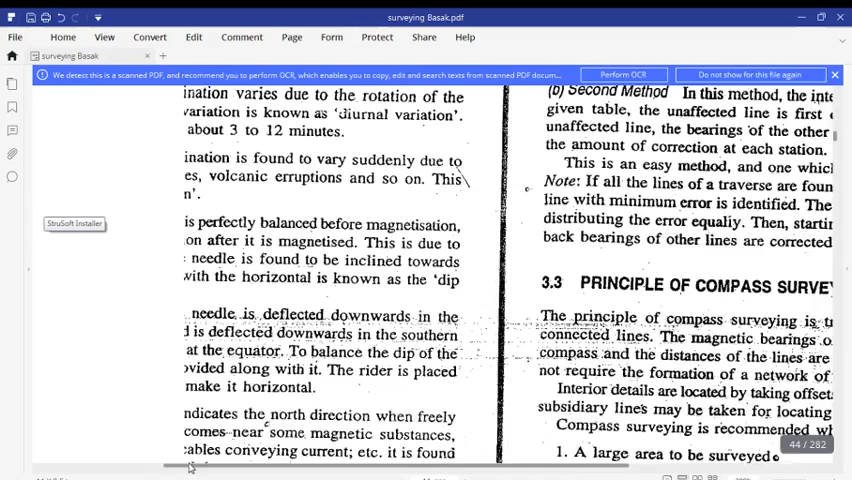 surveying Basak.pdf
File Home View Convert Edit Comment Page Form Protect Share Help
surveying Basak
We detect this is a scanned PDF, and recommend you to perform OCR, which enables you to copy, edit and search texts from scanned PDF docum...
Perform OCR
Do not show for this file again
ination varies due to the rotation of the
variation is known as 'diurnal variation'.
about 3 to 12 minutes.
ination is found to vary suddenly due to
es, volcanic erruptions and so on. This
n'.
StruSoft Installer
is perfectly balanced before magnetisation,
on after it is magnetised. This is due to
needle is found to be inclined towards
with the horizontal is known as the 'dip
needle is deflected downwards in the
d is deflected downwards in the southern
at the equator. To balance the dip of the
ovided along with it. The rider is placed
make it horizontal.
ndicates the north direction when freely
comes near some magnetic substances,
cables conveying current; etc. it is found
(b) Second Method In this method, the inte
given table, the unaffected line is first
unaffected line, the bearings of the other
the amount of correction at each station.
This is an easy method, and one whic
Note: If all the lines of a traverse are foun
line with minimum error is identified. The
distributing the error equally. Then, startin
back bearings of other lines are corrected
3.3 PRINCIPLE OF COMPASS SURVE
The principle of compass surveying is t
connected lines. The magnetic bearings o
compass and the distances of the lines are
not require the formation of a network of
Interior details are located by taking offset
subsidiary lines may be taken for locating
Compass surveying is recommended wh
1. A large area to be surveyed
44 / 282